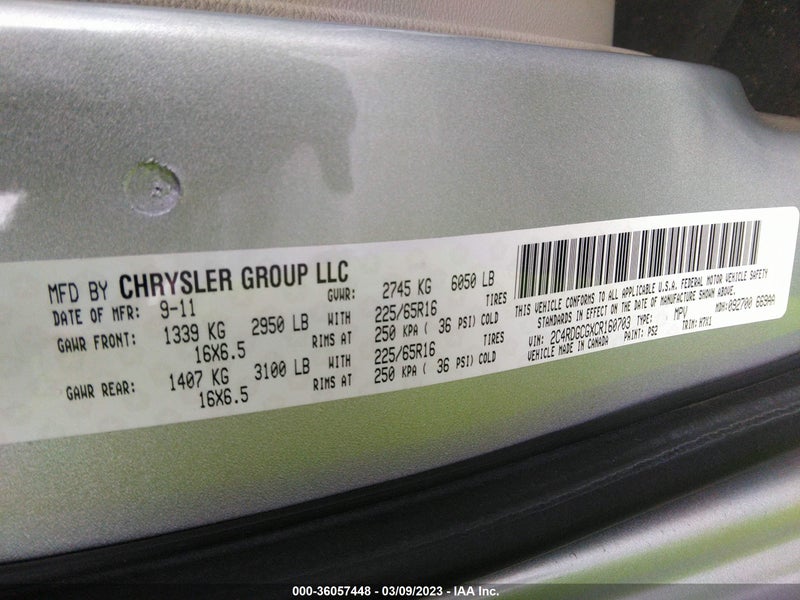 MFD BY CHRYSLER GROUP LLC
DATE OF MFR: 9-11 GVWR: 2745 KG 6050 LB
GAWR FRONT: 1339 KG 2950 LB WITH 225/65R16 TIRES
16X6.5 RIMS AT 250 KPA ( 36 PSI) COLD
GAWR REAR: 1407 KG 3100 LB WITH 225/65R16 TIRES
16X6.5 RIMS AT 250 KPA ( 36 PSI) COLD
THIS VEHICLE CONFORMS TO ALL APPLICABLE U.S.A. FEDERAL MOTOR VEHICLE SAFETY
STANDARDS IN EFFECT ON THE DATE OF MANUFACTURE SHOWN ABOVE.
VIN: 2C4RDGCGXCR160703 TYPE: MPV MDH:092700 669AA
VEHICLE MADE IN CANADA PAINT: PS2 TRIM:
000-36057448 - 03/09/2023 - IAA Inc.